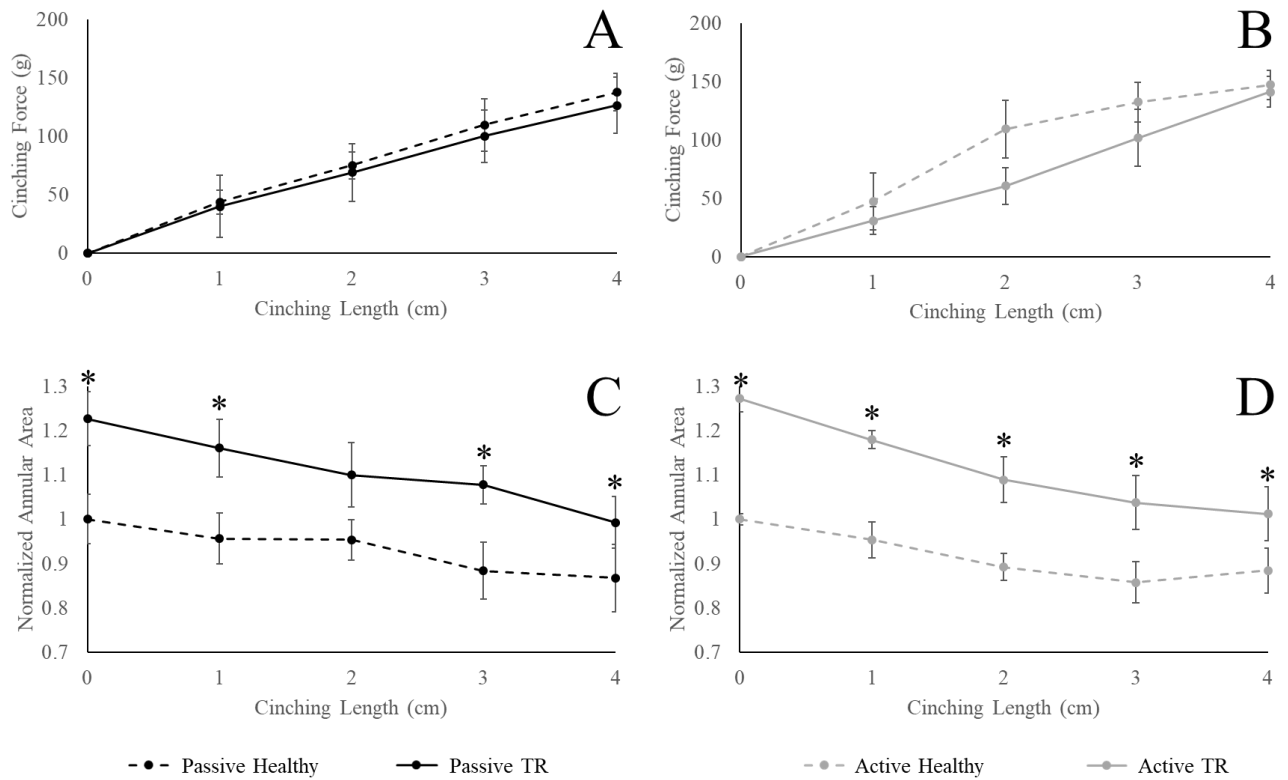 A
Cinching Force (g)
200
150
100
50
0
0 1 2 3 4
Cinching Length (cm)
B
Cinching Force (g)
200
150
100
50
0
0 1 2 3 4
Cinching Length (cm)
C
Normalized Annular Area
1.3
1.2
1.1
1
0.9
0.8
0.7
* * * *
0 1 2 3 4
Cinching Length (cm)
D
Normalized Annular Area
1.3
1.2
1.1
1
0.9
0.8
0.7
* * * * *
0 1 2 3 4
Cinching Length (cm)
Passive Healthy Passive TR Active Healthy Active TR